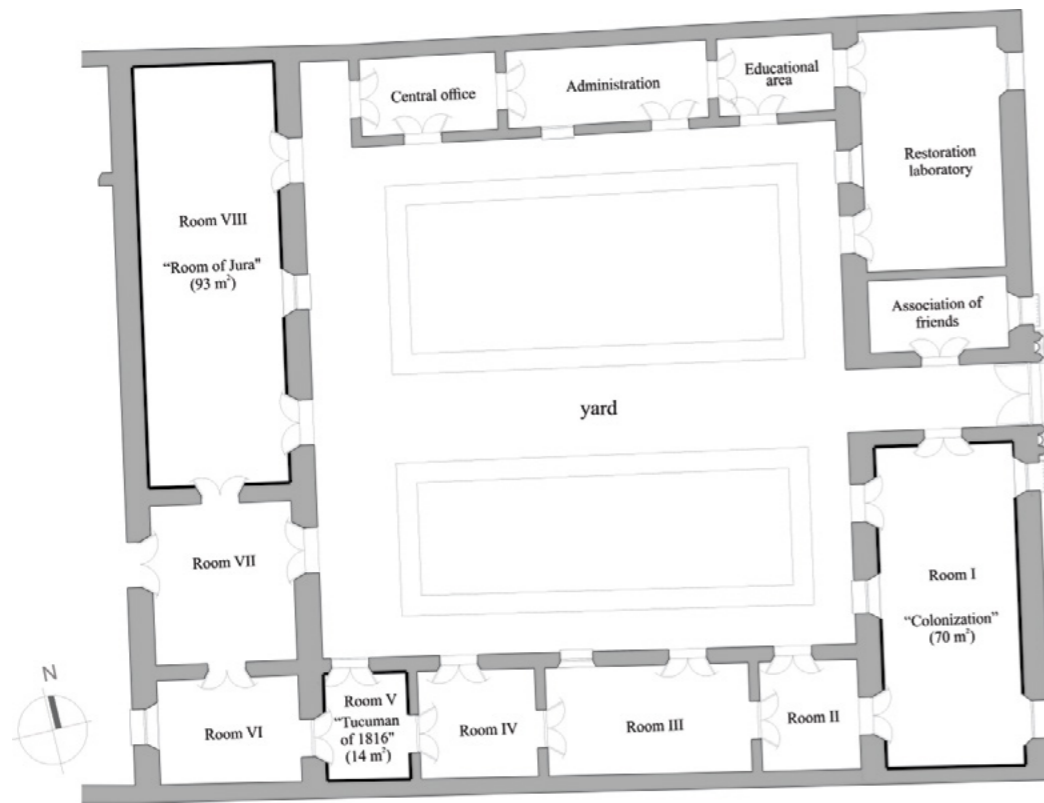 Central office
Administration
Educational
area
Restoration
laboratory
Room VIII
“Room of Jura"
(93 m²)
Association of
friends
yard
Room VII
Room I
“Colonization”
(70 m²)
Room VI
Room V
“Tucuman
of 1816"
(14 m²)
Room IV
Room III
Room II
N